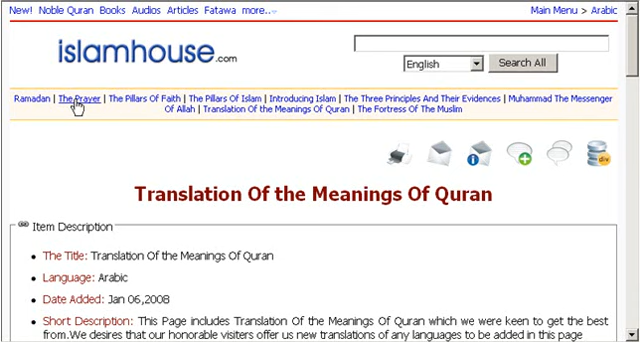 New! Noble Quran Books Audios Articles Fatawa more.. Main Menu > Arabic
islamhouse.com
English Search All
Ramadan | The Prayer | The Pillars Of Faith | The Pillars Of Islam | Introducing Islam | The Three Principles And Their Evidences | Muhammad The Messenger
Of Allah | Translation Of the Meanings Of Quran | The Fortress Of The Muslim
div
Translation Of the Meanings Of Quran
Item Description
• The Title: Translation Of the Meanings Of Quran
• Language: Arabic
• Date Added: Jan 06,2008
• Short Description: This Page includes Translation Of the Meanings Of Quran which we were keen to get the best
from.We desires that our honorable visiters offer us new translations of any languages to be added in this page